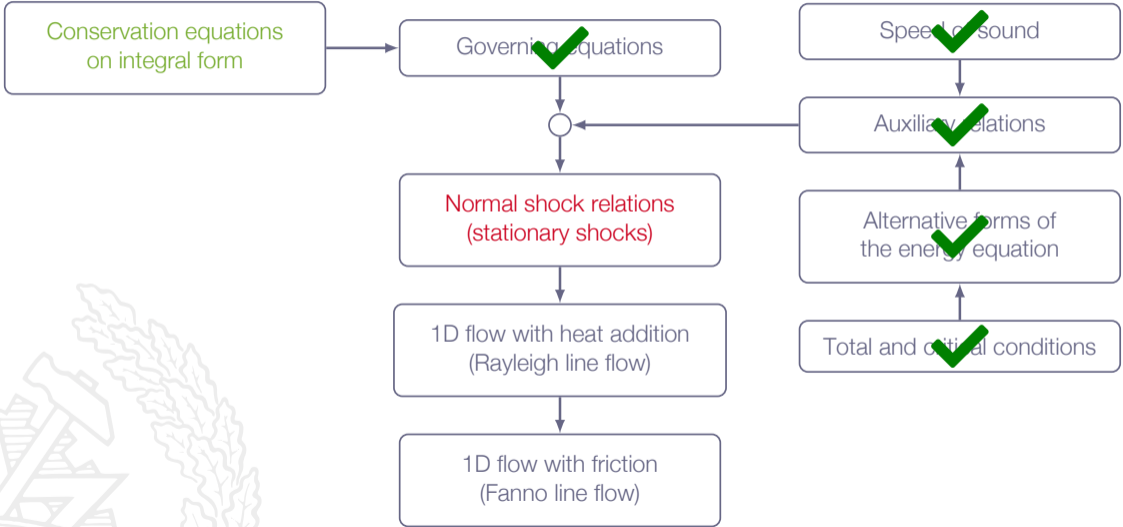 Conservation equations
on integral form
Governing equations
Speed of sound
Auxiliary relations
Normal shock relations
(stationary shocks)
Alternative forms of
the energy equation
1D flow with heat addition
(Rayleigh line flow)
Total and critical conditions
1D flow with friction
(Fanno line flow)